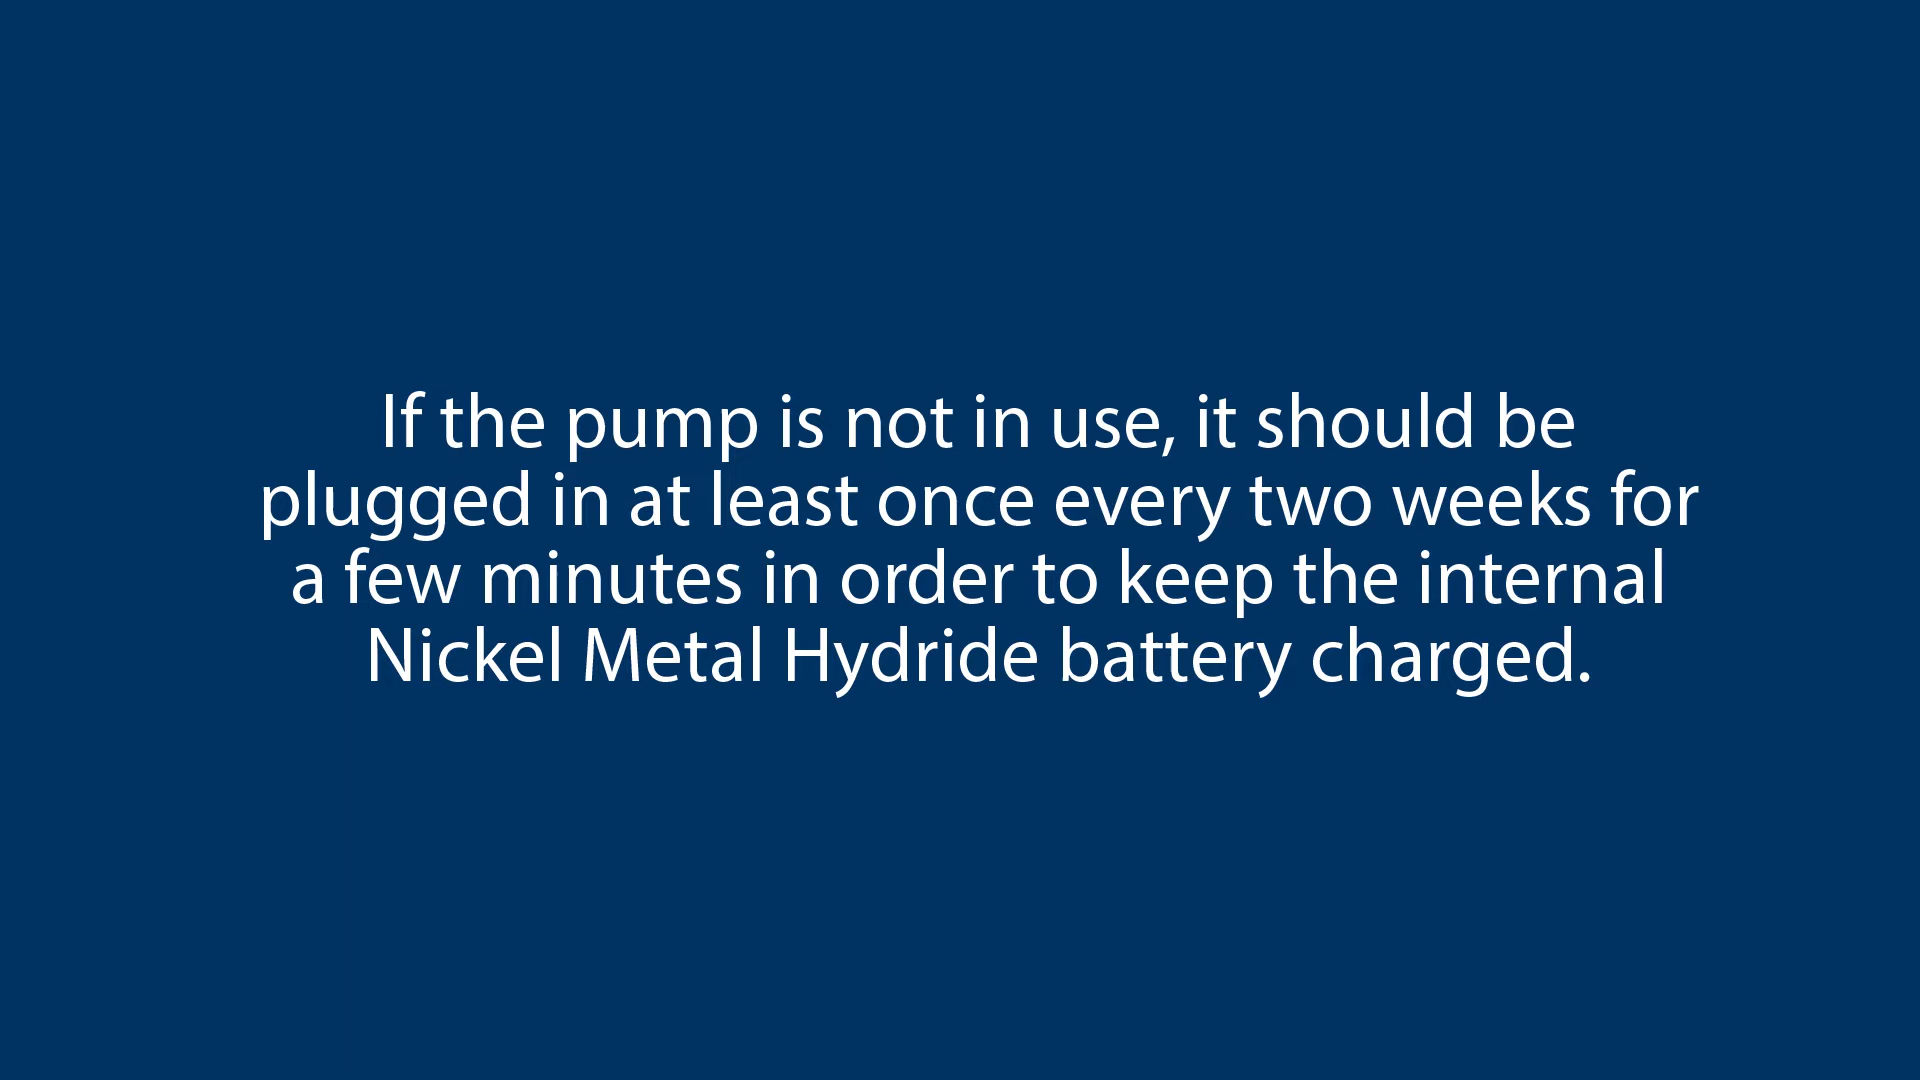 If the pump is not in use, it should be
plugged in at least once every two weeks for
a few minutes in order to keep the internal
Nickel Metal Hydride battery charged.